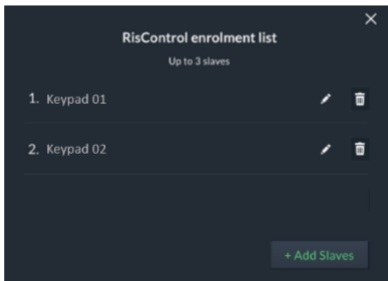 RisControl enrolment list
Up to 3 slaves
1. Keypad 01
2. Keypad 02
+ Add Slaves